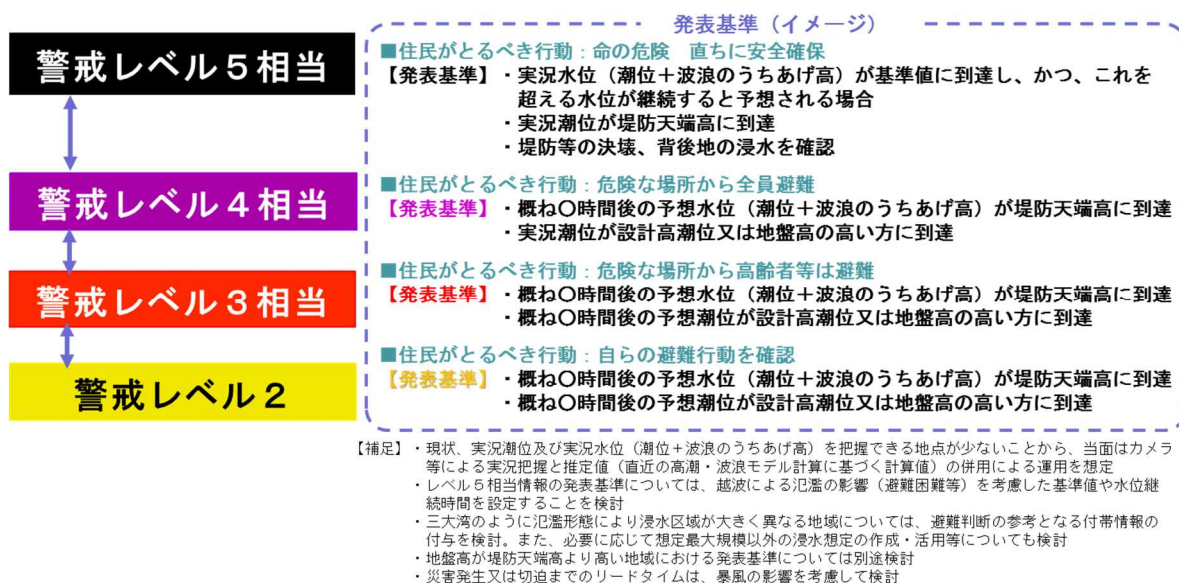 発表基準（イメージ）
警戒レベル５相当
■住民がとるべき行動：命の危険　直ちに安全確保
【発表基準】・実況水位（潮位＋波浪のうちあげ高）が基準値に到達し、かつ、これを
超える水位が継続すると予想される場合
・実況潮位が堤防天端高に到達
・堤防等の決壊、背後地の浸水を確認
警戒レベル４相当
■住民がとるべき行動：危険な場所から全員避難
【発表基準】・概ね〇時間後の予想水位（潮位＋波浪のうちあげ高）が堤防天端高に到達
・実況潮位が設計高潮位又は地盤高の高い方に到達
警戒レベル３相当
■住民がとるべき行動：危険な場所から高齢者等は避難
【発表基準】・概ね〇時間後の予想水位（潮位＋波浪のうちあげ高）が堤防天端高に到達
・概ね〇時間後の予想潮位が設計高潮位又は地盤高の高い方に到達
警戒レベル２
■住民がとるべき行動：自らの避難行動を確認
【発表基準】・概ね〇時間後の予想水位（潮位＋波浪のうちあげ高）が堤防天端高に到達
・概ね〇時間後の予想潮位が設計高潮位又は地盤高の高い方に到達
【補足】・現状、実況潮位及び実況水位（潮位＋波浪のうちあげ高）を把握できる地点が少ないことから、当面はカメラ
等による実況把握と推定値（直近の高潮・波浪モデル計算に基づく計算値）の併用による運用を想定
・レベル５相当情報の発表基準については、越波による氾濫の影響（避難困難等）を考慮した基準値や水位継
続時間を設定することを検討
・三大湾のように氾濫形態により浸水区域が大きく異なる地域については、避難判断の参考となる付帯情報の
付与を検討。また、必要に応じて想定最大規模以外の浸水想定の作成・活用等についても検討
・地盤高が堤防天端高より高い地域における発表基準については別途検討
・災害発生又は切迫までのリードタイムは、暴風の影響を考慮して検討